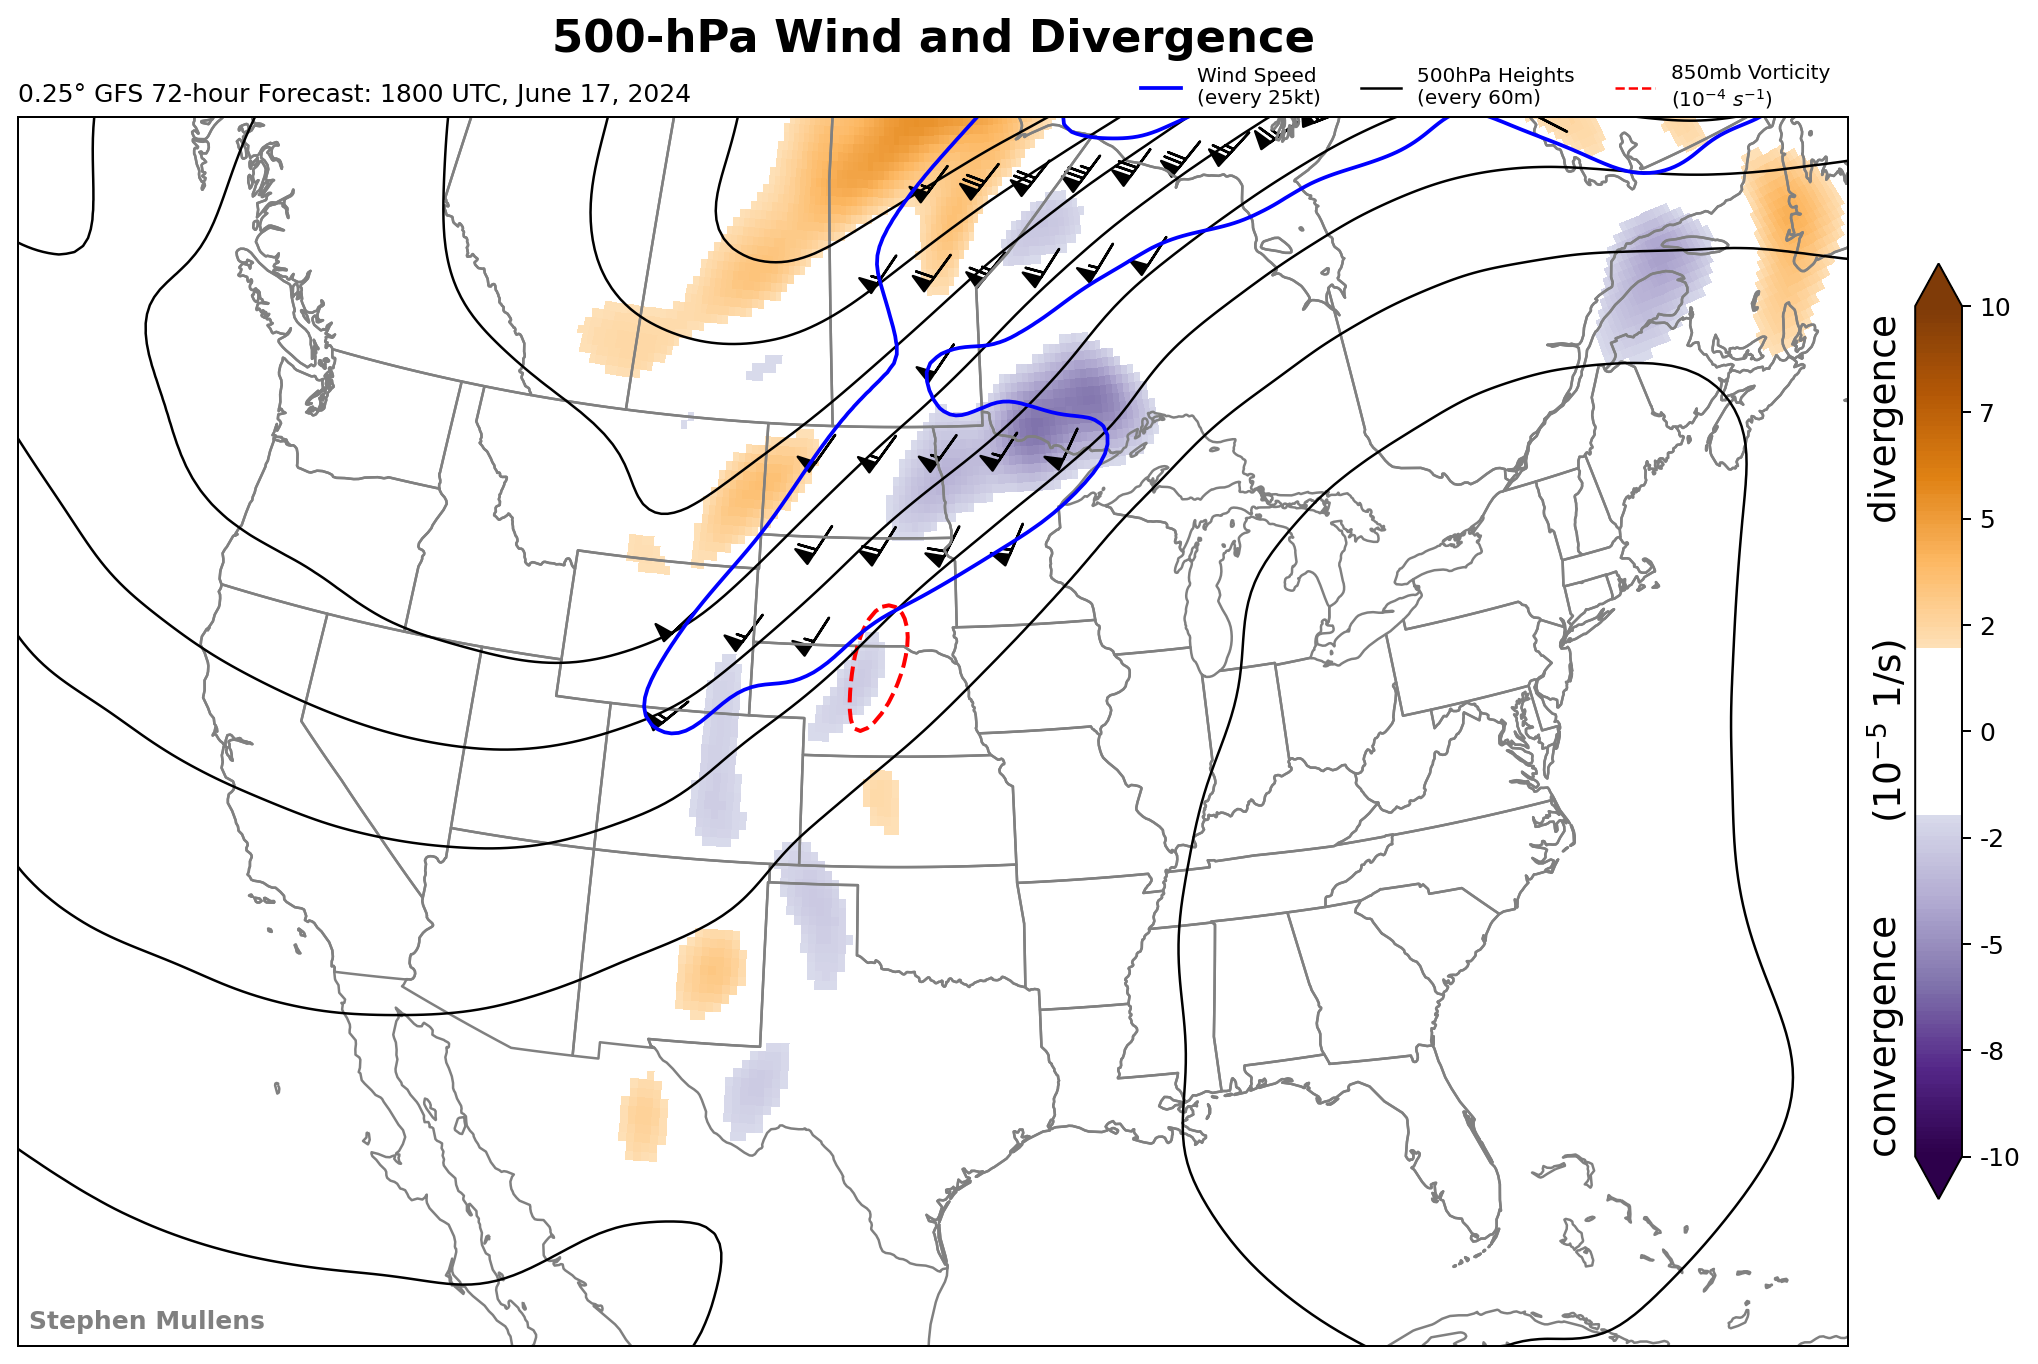 500-hPa Wind and Divergence
0.25° GFS 72-hour Forecast: 1800 UTC, June 17, 2024
Wind Speed
(every 25kt)
500hPa Heights
(every 60m)
850mb Vorticity
(10⁻⁴ s⁻¹)
10
7
5
2
0
-2
-5
-8
-10
convergence (10⁻⁵ 1/s) divergence
Stephen Mullens